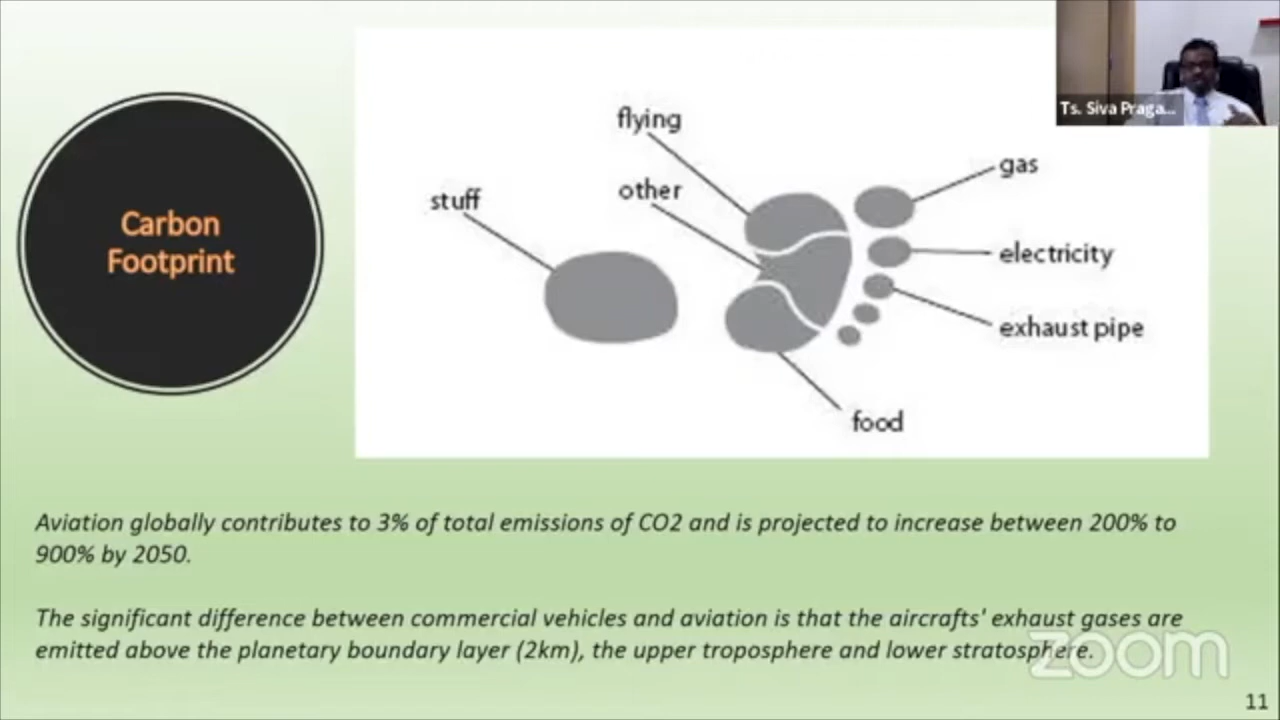 Ts. Siva Praga...
Carbon
Footprint
flying
other
stuff
gas
electricity
exhaust pipe
food
Aviation globally contributes to 3% of total emissions of CO2 and is projected to increase between 200% to
900% by 2050.
The significant difference between commercial vehicles and aviation is that the aircrafts' exhaust gases are
emitted above the planetary boundary layer (2km), the upper troposphere and lower stratosphere.
zoom
11